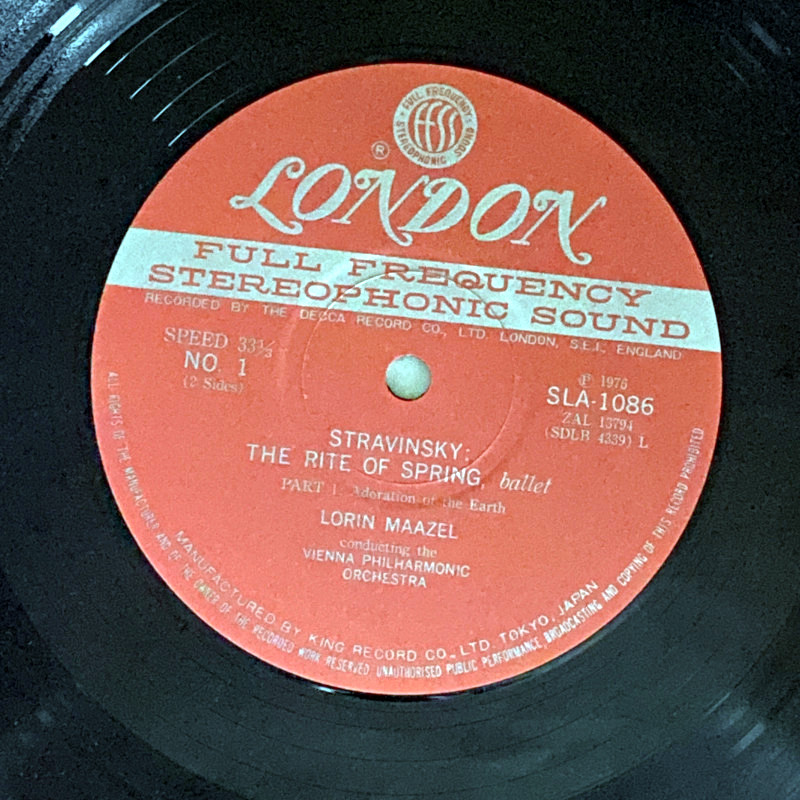 FULL FREQUENCY
ffss
STEREOPHONIC SOUND
®
LONDON
FULL FREQUENCY
STEREOPHONIC SOUND
RECORDED BY THE DECCA RECORD CO., LTD. LONDON, S.E.I, ENGLAND
SPEED 33⅓
NO. 1
(2 Sides)
℗ 1976
SLA-1086
ZAL 13794
(SDLB 4339) L
STRAVINSKY:
THE RITE OF SPRING, ballet
PART I. Adoration of the Earth
LORIN MAAZEL
conducting the
VIENNA PHILHARMONIC
ORCHESTRA
MANUFACTURED BY KING RECORD CO., LTD. TOKYO, JAPAN
ALL RIGHTS OF THE MANUFACTURER AND OF THE OWNER OF THE RECORDED WORK RESERVED. UNAUTHORISED PUBLIC PERFORMANCE, BROADCASTING AND COPYING OF THIS RECORD PROHIBITED